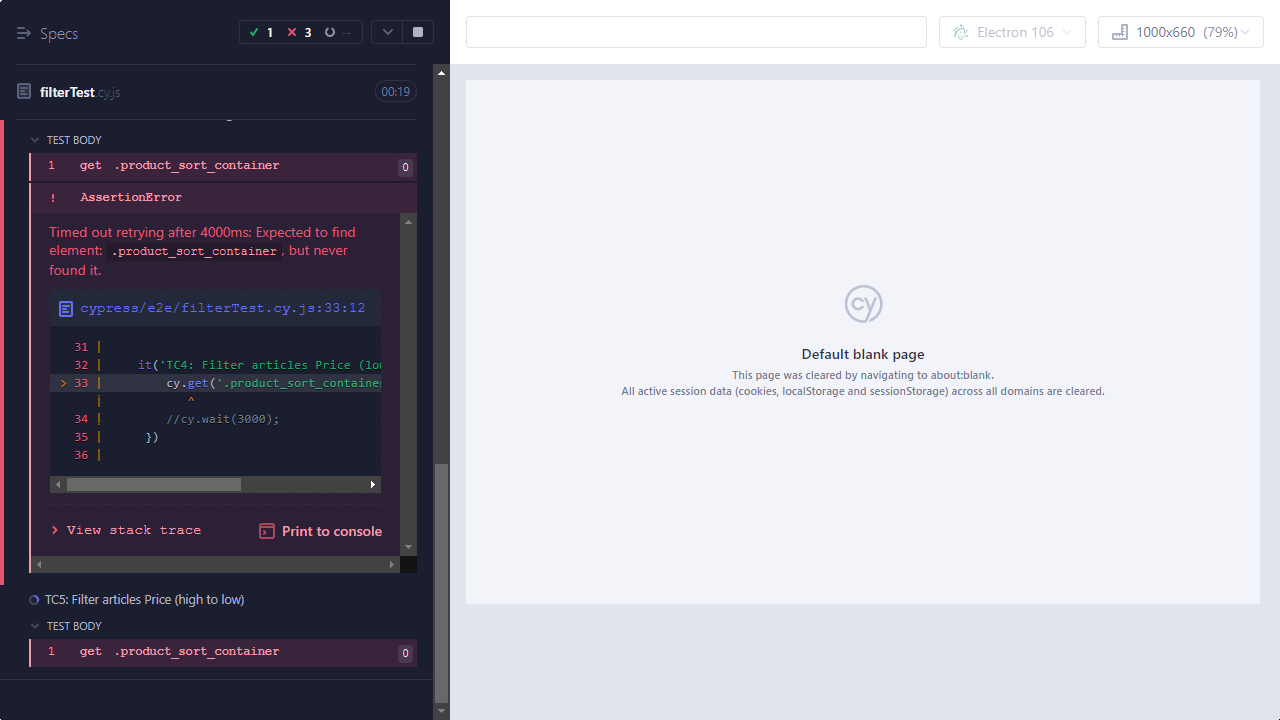 Specs
1
3
--
Electron 106
1000x660 (79%)
filterTest.cy.js
00:19
TEST BODY
1 get .product_sort_container 0
! AssertionError
Timed out retrying after 4000ms: Expected to find
element: .product_sort_container, but never
found it.
cypress/e2e/filterTest.cy.js:33:12
31 |
32 | it('TC4: Filter articles Price (lo
> 33 | cy.get('.product_sort_container
| ^
34 | //cy.wait(3000);
35 | })
36 |
> View stack trace
Print to console
TC5: Filter articles Price (high to low)
TEST BODY
1 get .product_sort_container 0
cy
Default blank page
This page was cleared by navigating to about:blank.
All active session data (cookies, localStorage and sessionStorage) across all domains are cleared.